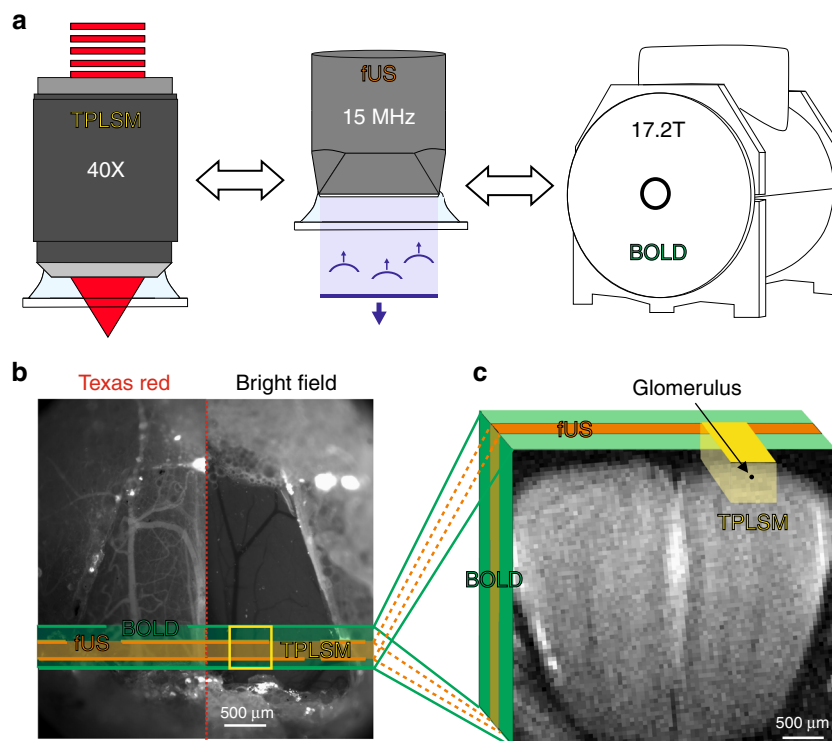 a
TPLSM
40X
fUS
15 MHz
17.2T
BOLD
b
Texas red
Bright field
BOLD
fUS
TPLSM
500 μm
c
Glomerulus
fUS
TPLSM
BOLD
500 μm